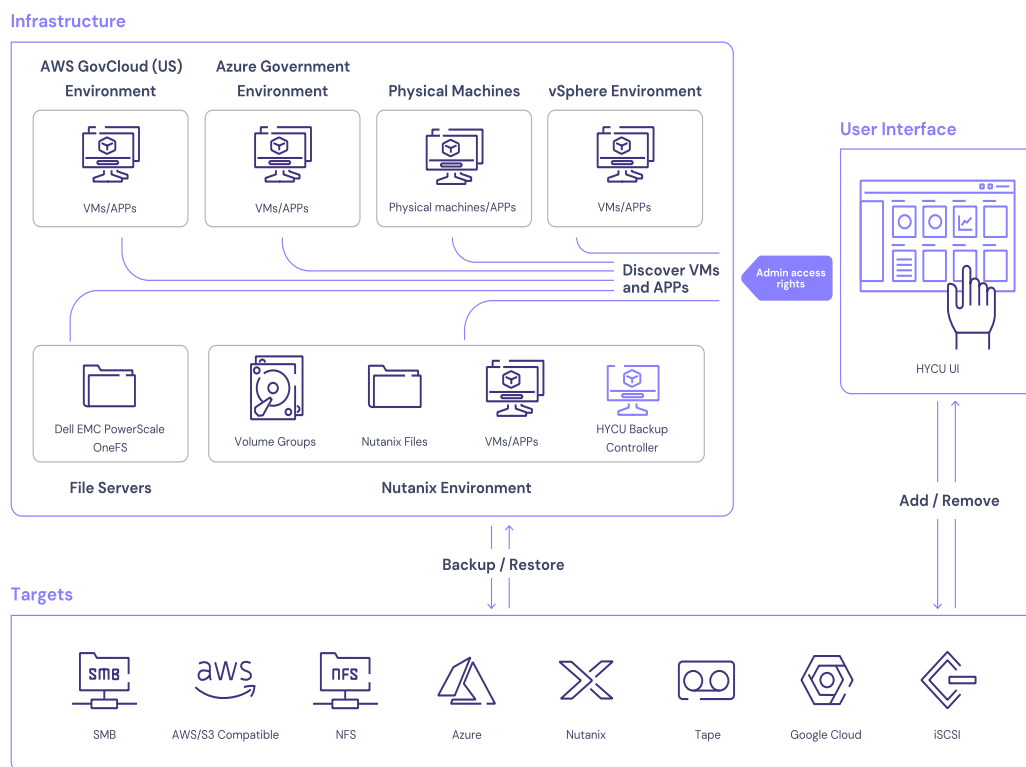 Infrastructure
AWS GovCloud (US)
Environment
Azure Government
Environment
Physical Machines
vSphere Environment
VMs/APPs
VMs/APPs
Physical machines/APPs
VMs/APPs
User Interface
Discover VMs
and APPs
Admin access
rights
HYCU UI
Dell EMC PowerScale
OneFS
Volume Groups
Nutanix Files
VMs/APPs
HYCU Backup
Controller
File Servers
Nutanix Environment
Add / Remove
Backup / Restore
Targets
SMB
aws
NFS
SMB
AWS/S3 Compatible
NFS
Azure
Nutanix
Tape
Google Cloud
iSCSI